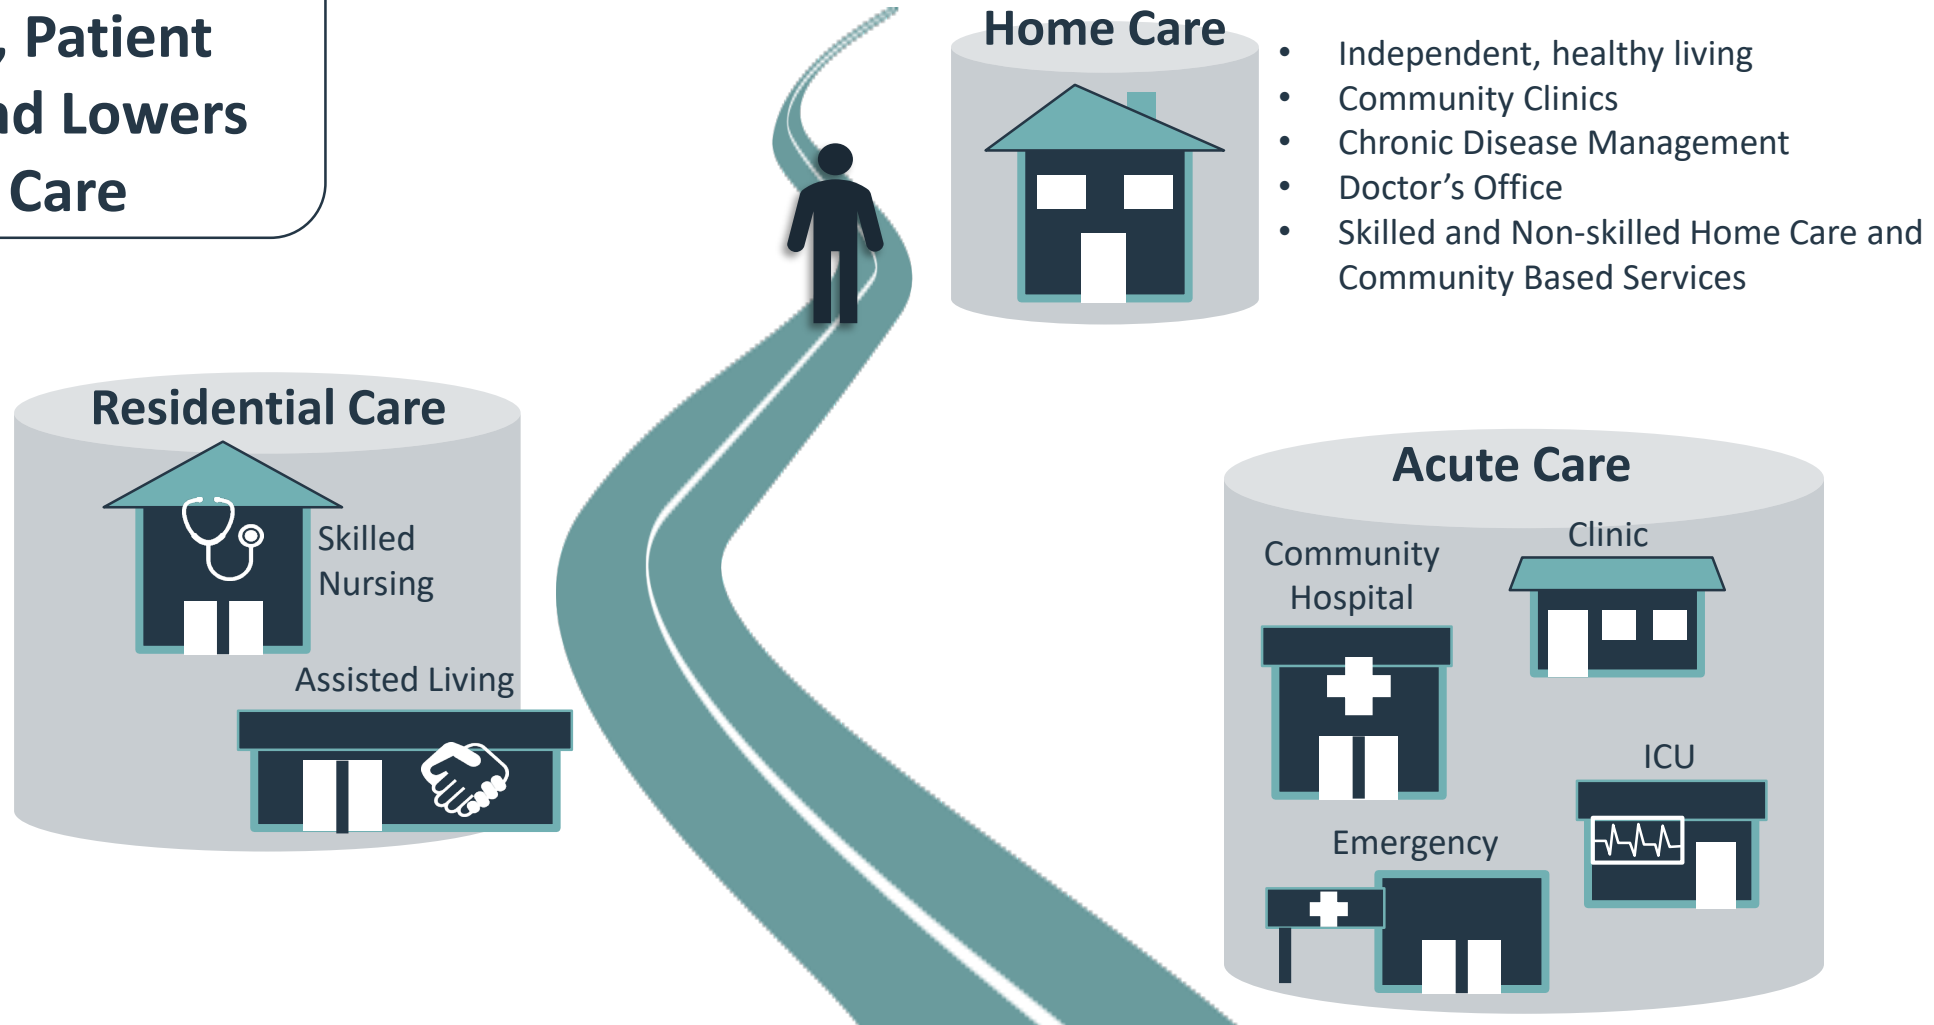 , Patient
nd Lowers
Care
Home Care
• Independent, healthy living
• Community Clinics
• Chronic Disease Management
• Doctor’s Office
• Skilled and Non-skilled Home Care and
Community Based Services
Residential Care
Skilled
Nursing
Assisted Living
Acute Care
Community
Hospital
Clinic
ICU
Emergency